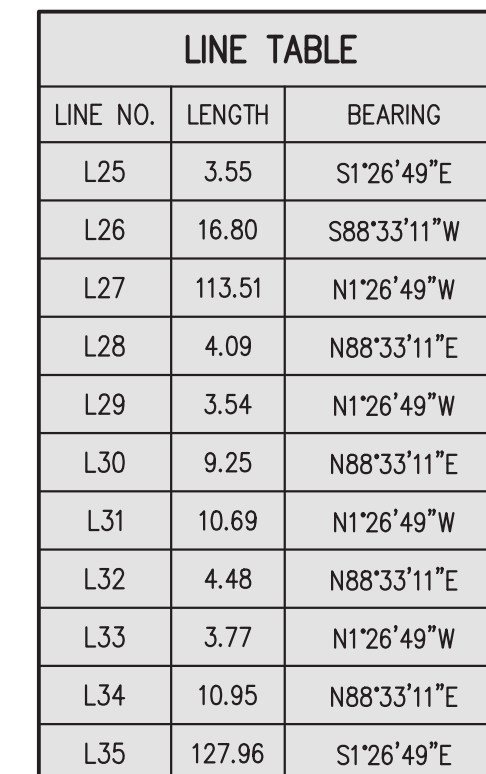 LINE TABLE
LINE NO. LENGTH BEARING
L25 3.55 S1°26'49"E
L26 16.80 S88°33'11"W
L27 113.51 N1°26'49"W
L28 4.09 N88°33'11"E
L29 3.54 N1°26'49"W
L30 9.25 N88°33'11"E
L31 10.69 N1°26'49"W
L32 4.48 N88°33'11"E
L33 3.77 N1°26'49"W
L34 10.95 N88°33'11"E
L35 127.96 S1°26'49"E